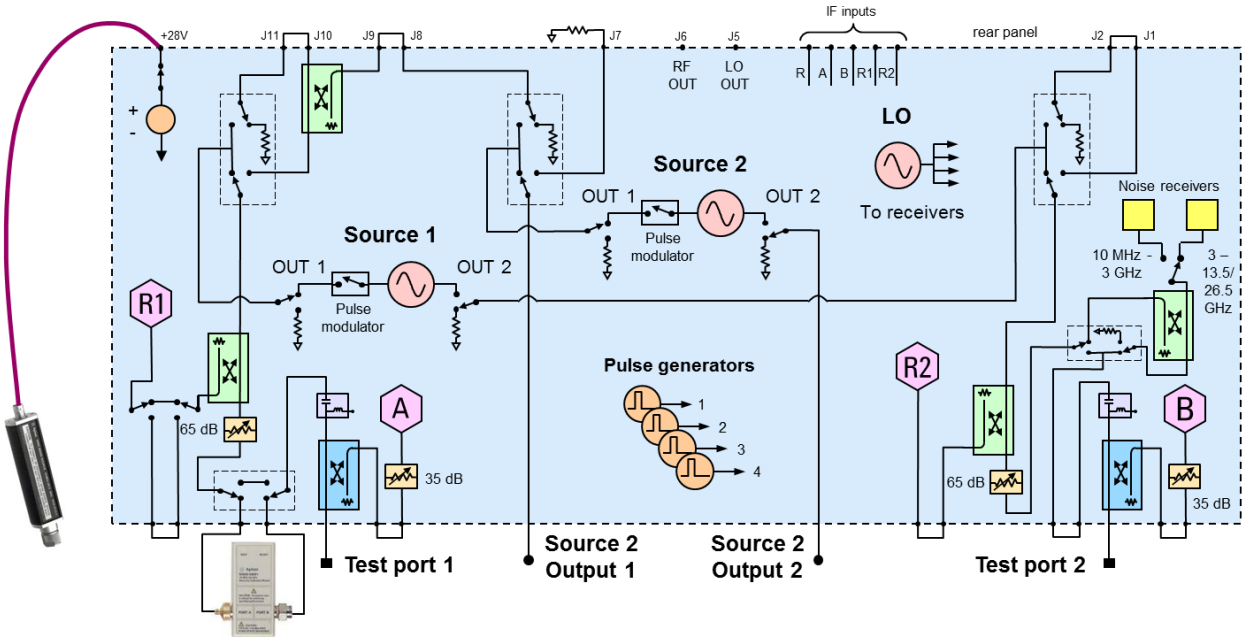 +28V
J11
J10
J9
J8
J7
J6
J5
IF inputs
rear panel
J2
J1
RF
OUT
LO
OUT
R
A
B
R1
R2
+
-
LO
To receivers
Noise receivers
10 MHz -
3 GHz
3 –
13.5/
26.5
GHz
Source 2
OUT 1
OUT 2
Pulse
modulator
Source 1
OUT 1
OUT 2
Pulse
modulator
R1
Pulse generators
1
2
3
4
R2
A
B
65 dB
35 dB
65 dB
35 dB
Test port 1
Source 2
Output 1
Source 2
Output 2
Test port 2
Agilent
PORT A
PORT B